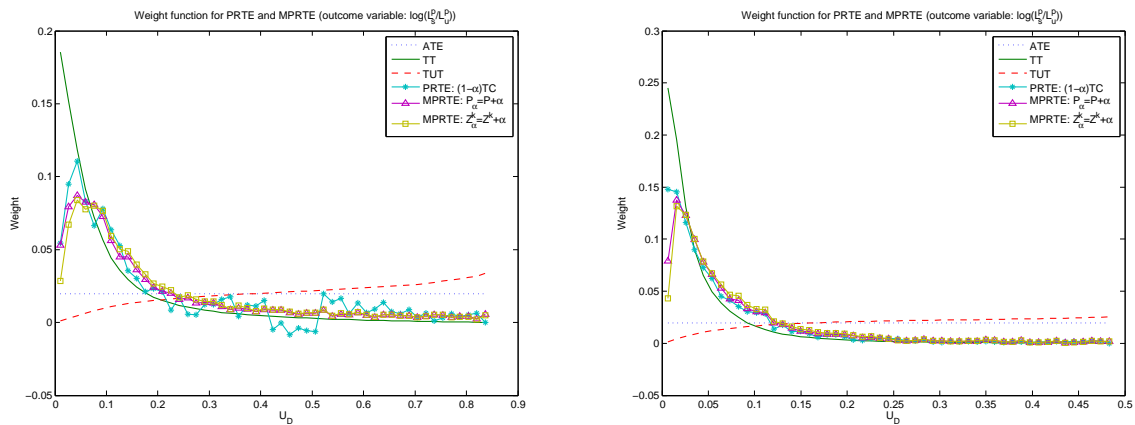 Weight function for PRTE and MPRTE (outcome variable: log(L_s^p/L_u^p))
0.2
0.15
0.1
0.05
0
−0.05
Weight
0
0.1
0.2
0.3
0.4
0.5
0.6
0.7
0.8
0.9
U_D
ATE
TT
TUT
PRTE: (1−α)TC
MPRTE: P_α=P+α
MPRTE: Z_α^k=Z^k+α
Weight function for PRTE and MPRTE (outcome variable: log(L_s^p/L_u^p))
0.3
0.25
0.2
0.15
0.1
0.05
0
−0.05
Weight
0
0.05
0.1
0.15
0.2
0.25
0.3
0.35
0.4
0.45
0.5
U_D
ATE
TT
TUT
PRTE: (1−α)TC
MPRTE: P_α=P+α
MPRTE: Z_α^k=Z^k+α